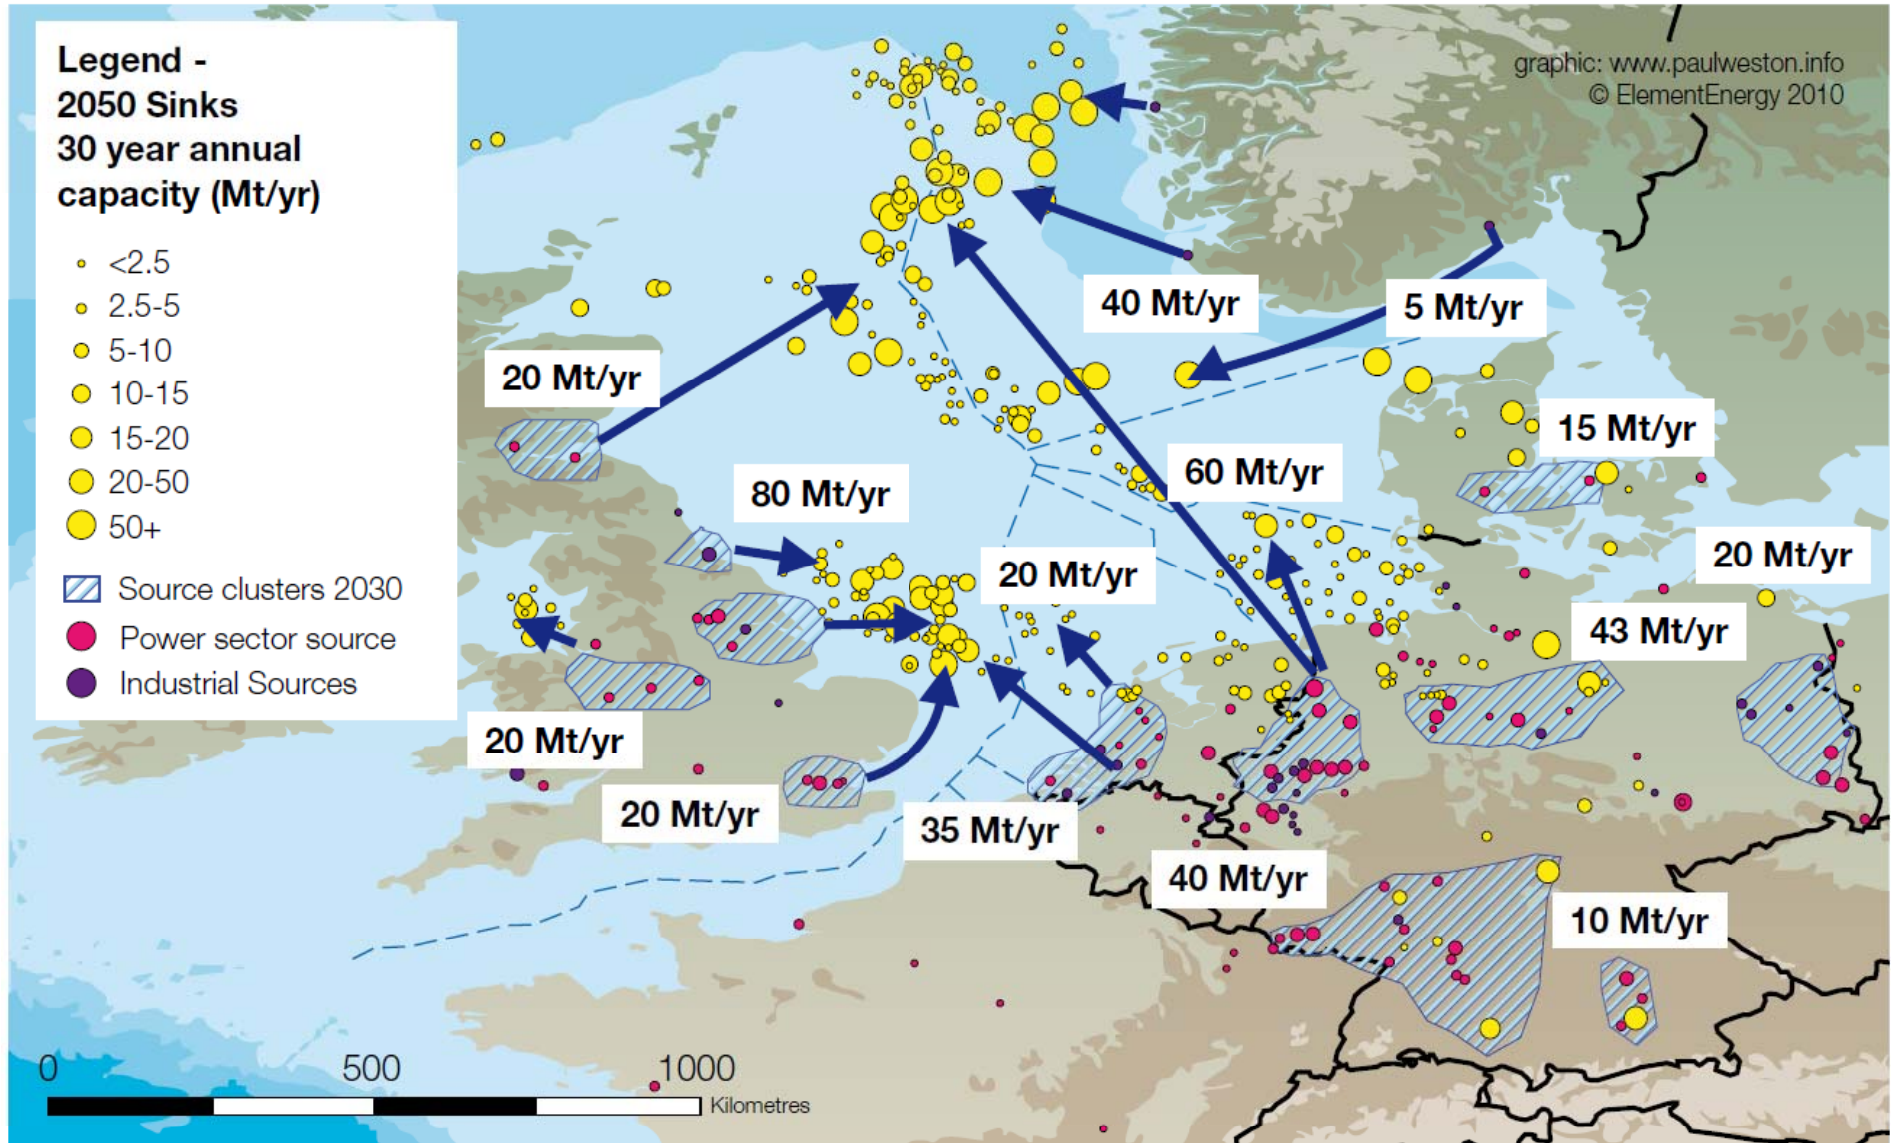 Legend -
2050 Sinks
30 year annual
capacity (Mt/yr)
<2.5
2.5-5
5-10
10-15
15-20
20-50
50+
Source clusters 2030
Power sector source
Industrial Sources
graphic: www.paulweston.info
© ElementEnergy 2010
40 Mt/yr
5 Mt/yr
20 Mt/yr
15 Mt/yr
60 Mt/yr
80 Mt/yr
20 Mt/yr
20 Mt/yr
43 Mt/yr
20 Mt/yr
20 Mt/yr
35 Mt/yr
40 Mt/yr
10 Mt/yr
0 500 1000
Kilometres